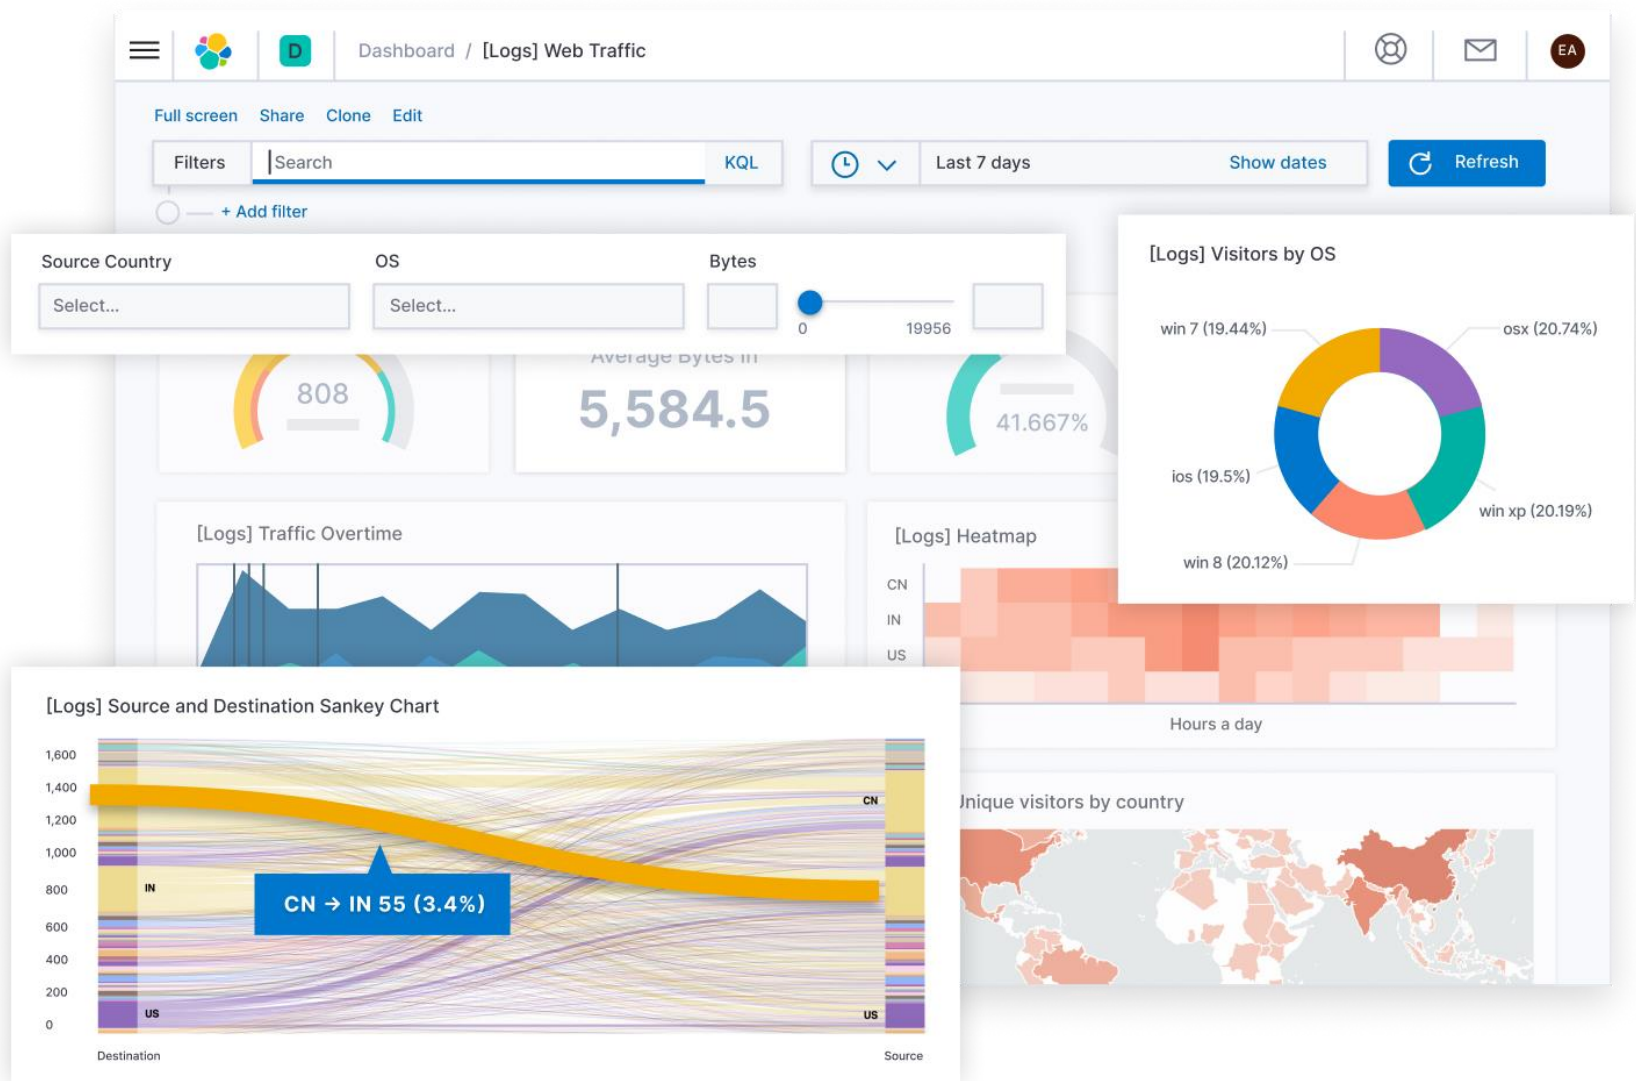 D
Dashboard / [Logs] Web Traffic
EA
Full screen Share Clone Edit
Filters Search KQL
Last 7 days Show dates
Refresh
+ Add filter
Source Country OS Bytes
Select... Select...
0 19956
[Logs] Visitors by OS
win 7 (19.44%)
osx (20.74%)
ios (19.5%)
win xp (20.19%)
win 8 (20.12%)
808
Average Bytes In
5,584.5
41.667%
[Logs] Traffic Overtime
[Logs] Heatmap
CN
IN
US
Hours a day
[Logs] Source and Destination Sankey Chart
1,600
1,400
1,200
1,000
800
600
400
200
0
CN
IN
CN → IN 55 (3.4%)
US
US
Destination
Source
Unique visitors by country